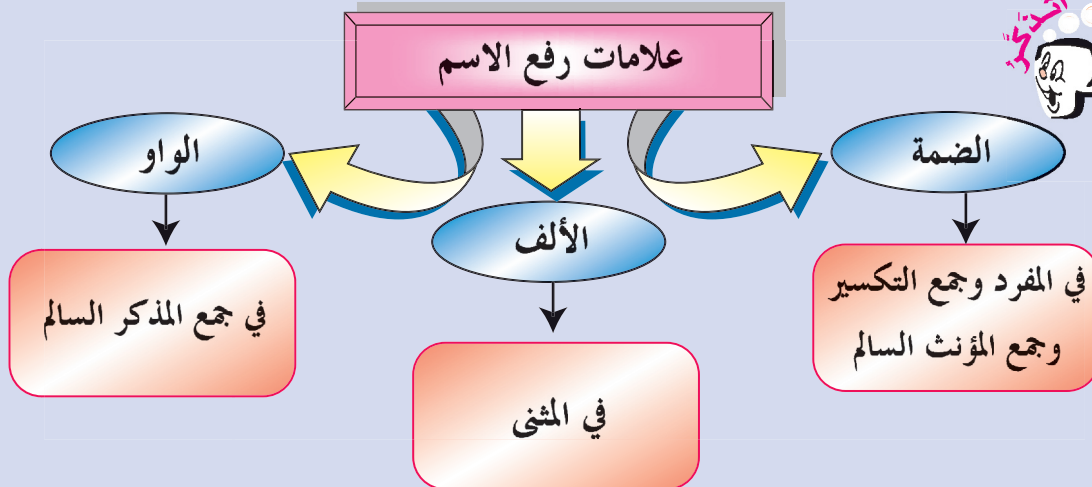 أتذكر
علامات رفع الاسم
الضمة
الألف
الواو
في المفرد وجمع التكسير
وجمع المؤنث السالم
في المثنى
في جمع المذكر السالم